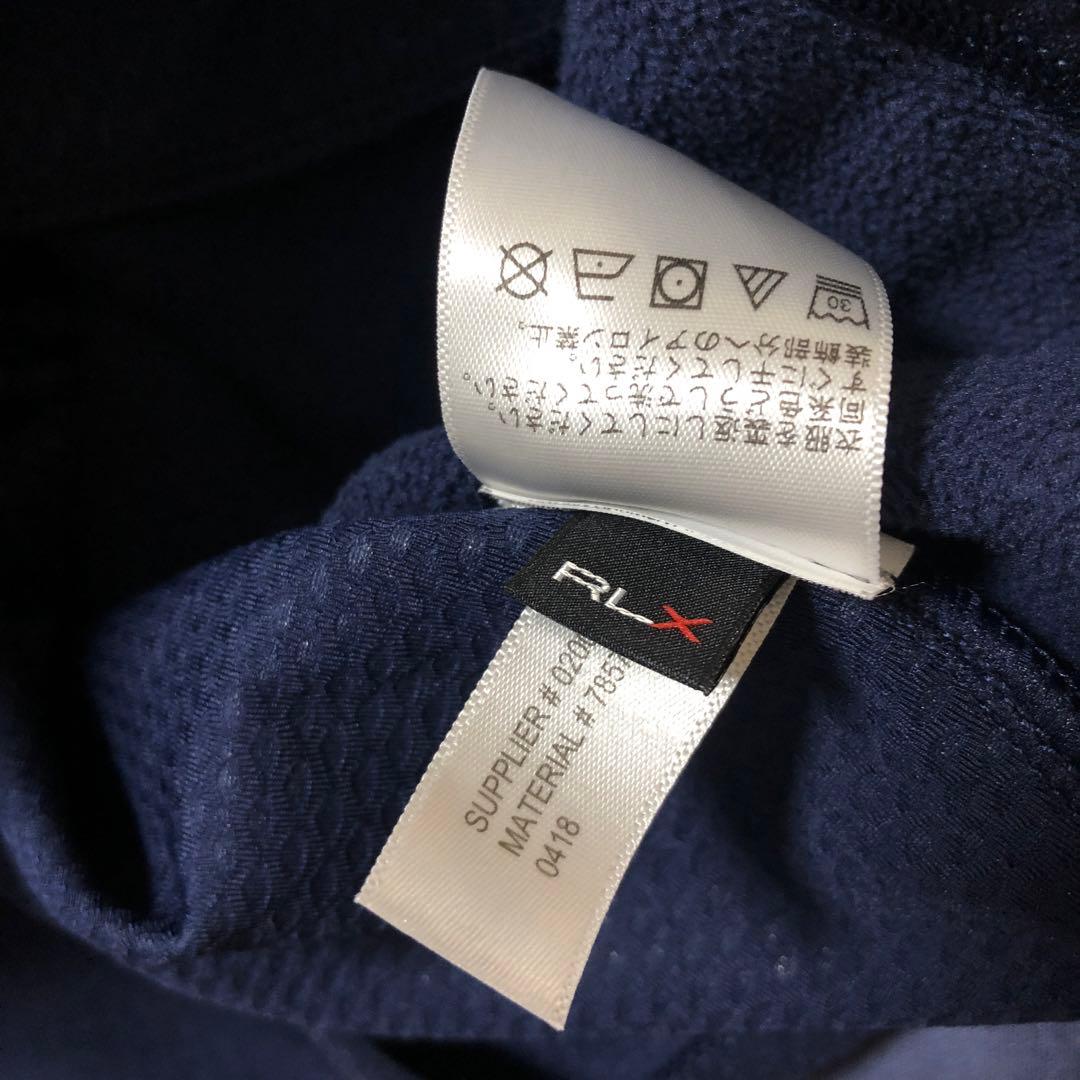 衣服を裏返しにしてください。
同系色どうしで洗ってください。
すぐに干してください。
装飾部分へのアイロン禁止。
30
RLX
SUPPLIER # 020
MATERIAL # 785
0418